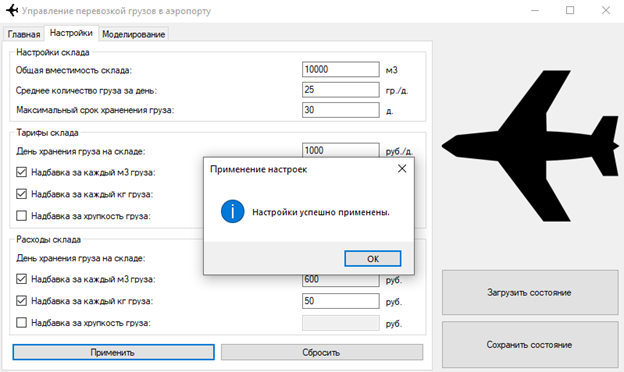 Управление перевозкой грузов в аэропорту
Главная Настройки Моделирование
Настройки склада
Общая вместимость склада: 10000 м3
Среднее количество груза за день: 25 гр./д.
Максимальный срок храненения груза: 30 д.
Тарифы склада
День хранения груза на складе: 1000 руб./д.
Надбавка за каждый м3 груза:
Надбавка за каждый кг груза:
Надбавка за хрупкость груза:
Применение настроек
Настройки успешно применены.
OK
Расходы склада
День хранения груза на складе:
Надбавка за каждый м3 груза: 600 руб.
Надбавка за каждый кг груза: 50 руб.
Надбавка за хрупкость груза: руб.
Применить Сбросить
Загрузить состояние
Сохранить состояние